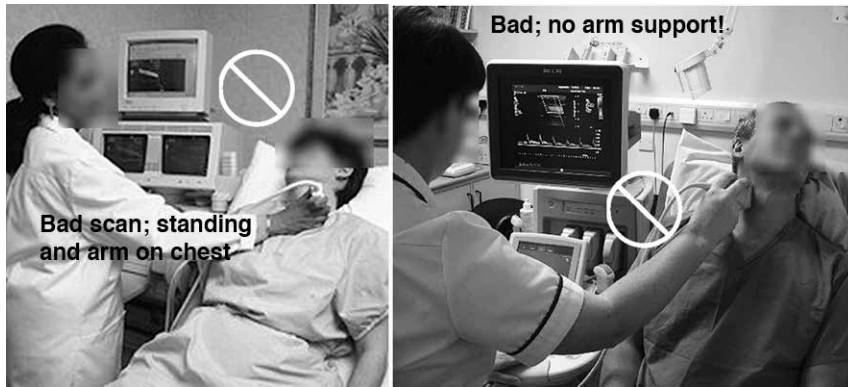 Bad scan; standing
and arm on chest
Bad; no arm support!
PHILIPS